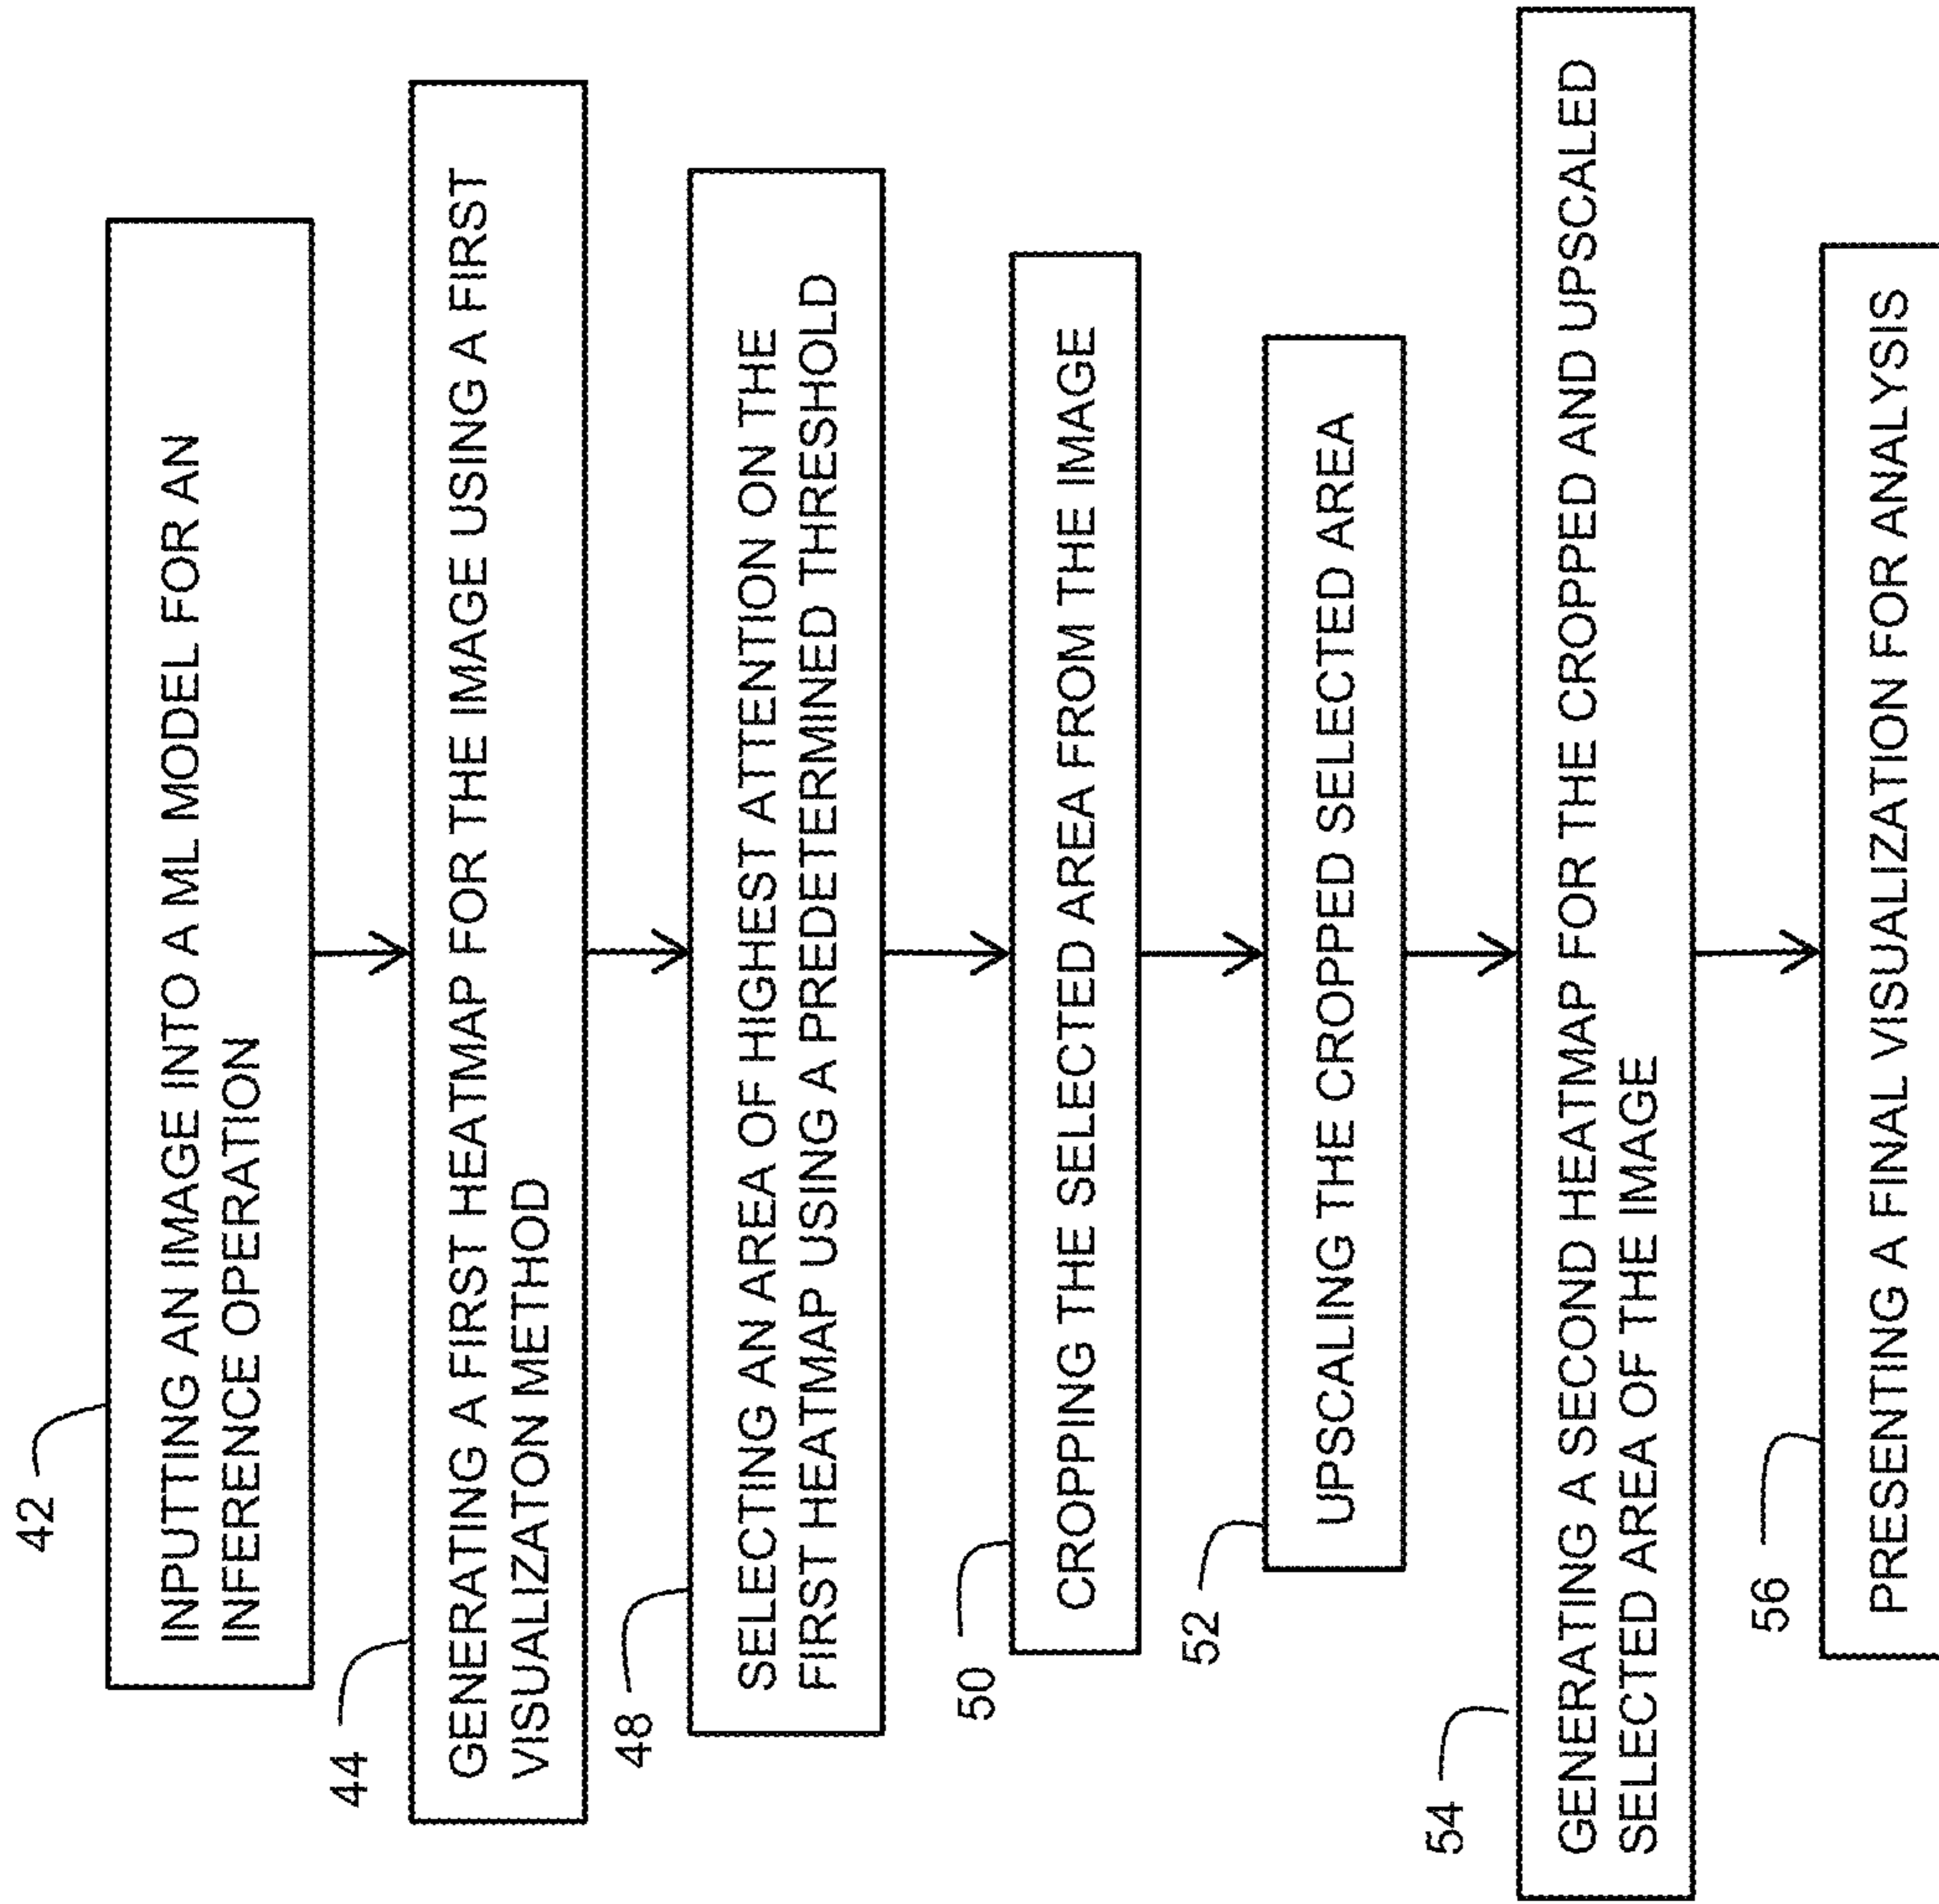 42
INPUTTING AN IMAGE INTO A ML MODEL FOR AN
INFERENCE OPERATION
44
GENERATING A FIRST HEATMAP FOR THE IMAGE USING A FIRST
VISUALIZATON METHOD
48
SELECTING AN AREA OF HIGHEST ATTENTION ON THE
FIRST HEATMAP USING A PREDETERMINED THRESHOLD
50
CROPPING THE SELECTED AREA FROM THE IMAGE
52
UPSCALING THE CROPPED SELECTED AREA
54
GENERATING A SECOND HEATMAP FOR THE CROPPED AND UPSCALED
SELECTED AREA OF THE IMAGE
56
PRESENTING A FINAL VISUALIZATION FOR ANALYSIS